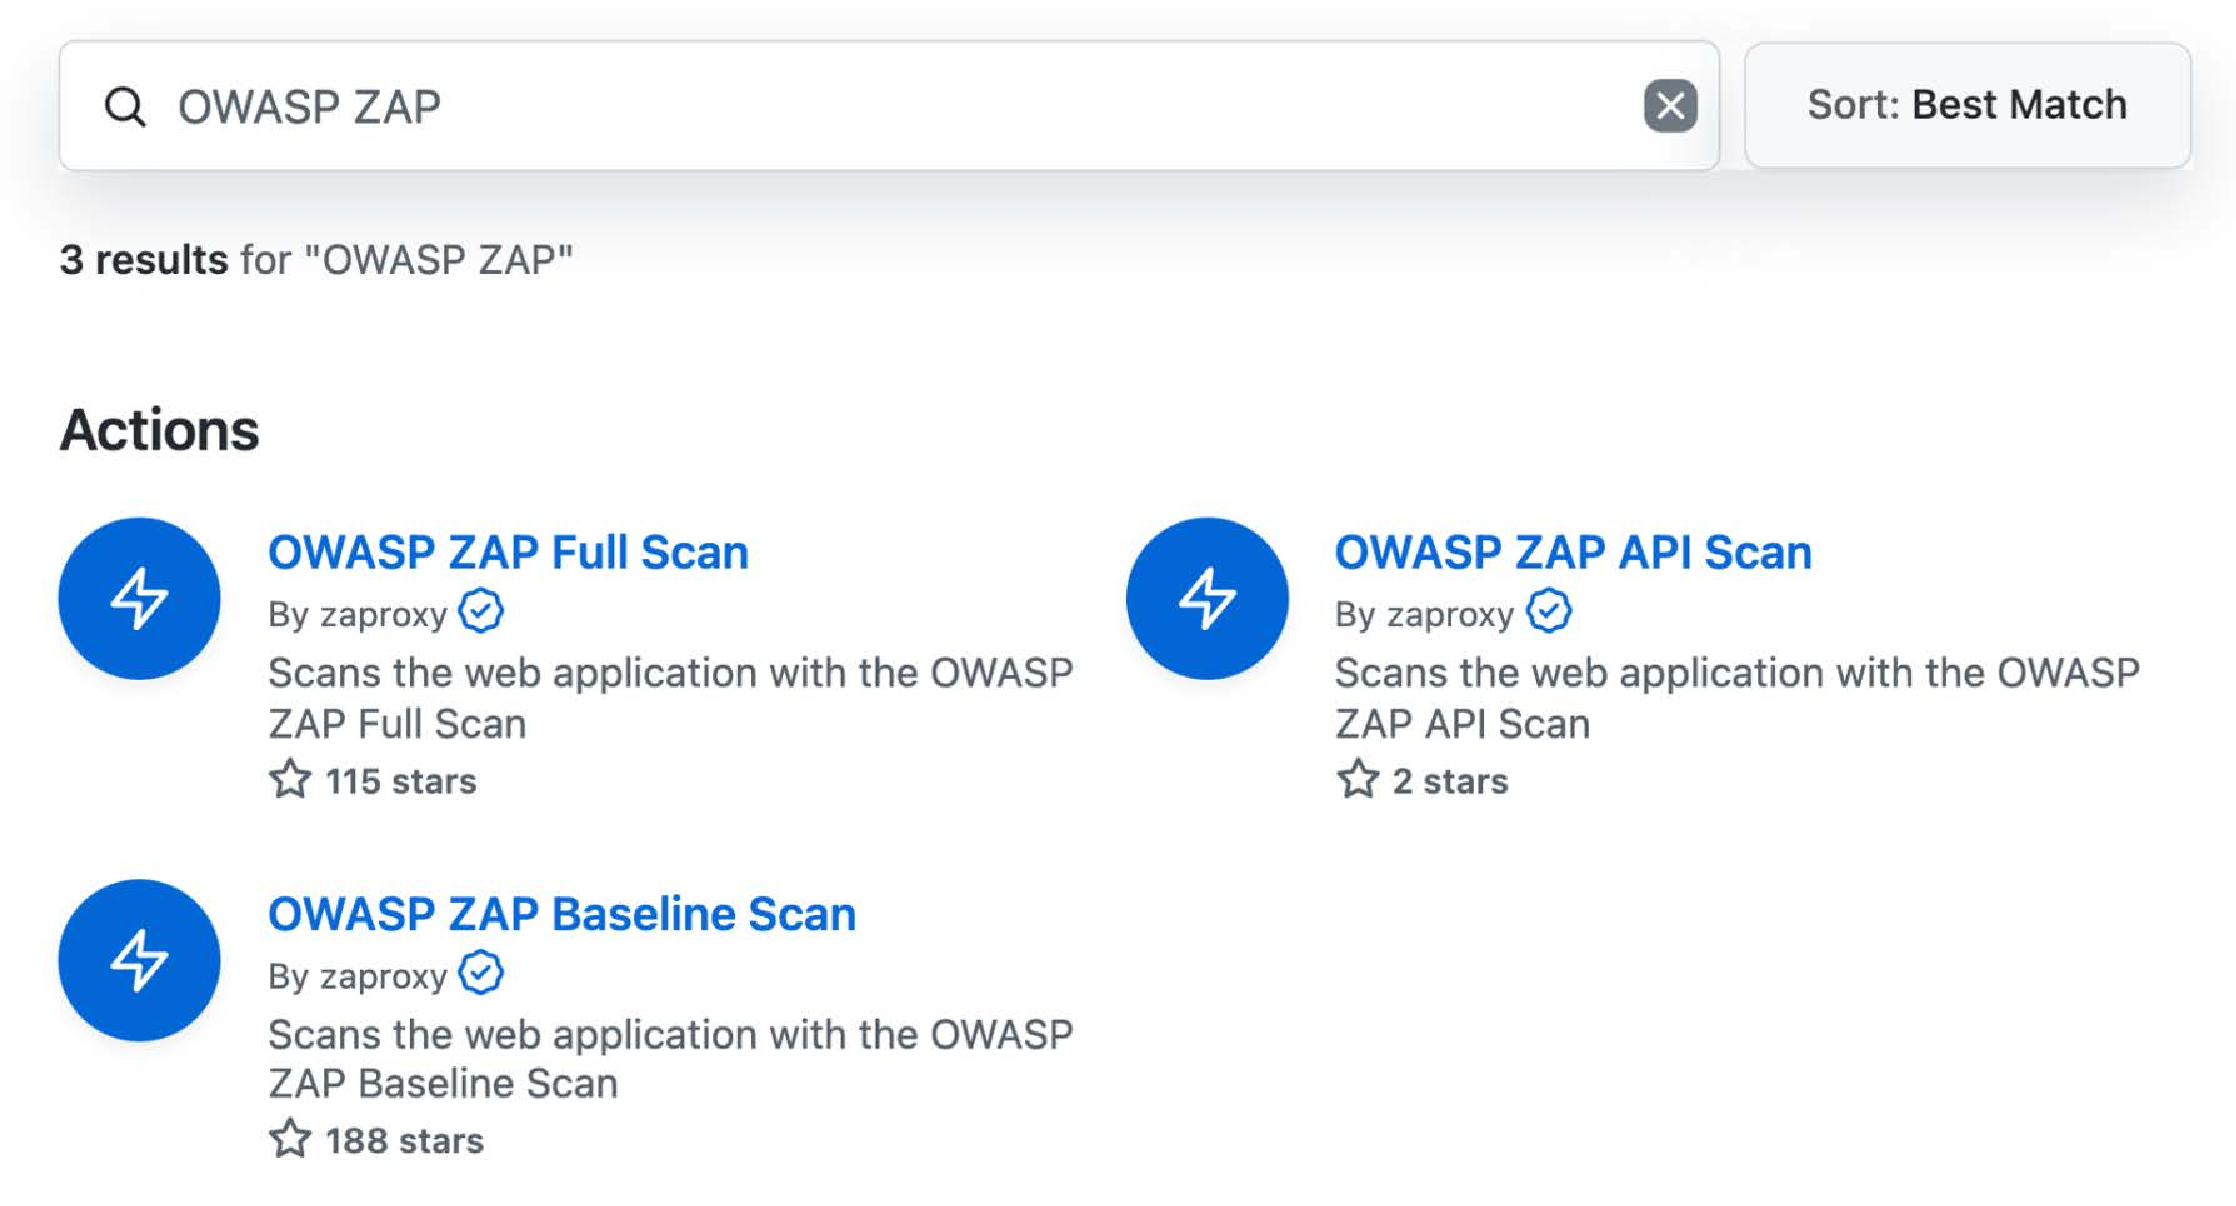 OWASP ZAP
Sort: Best Match
3 results for "OWASP ZAP"
Actions
OWASP ZAP Full Scan
By zaproxy
Scans the web application with the OWASP
ZAP Full Scan
115 stars
OWASP ZAP API Scan
By zaproxy
Scans the web application with the OWASP
ZAP API Scan
2 stars
OWASP ZAP Baseline Scan
By zaproxy
Scans the web application with the OWASP
ZAP Baseline Scan
188 stars